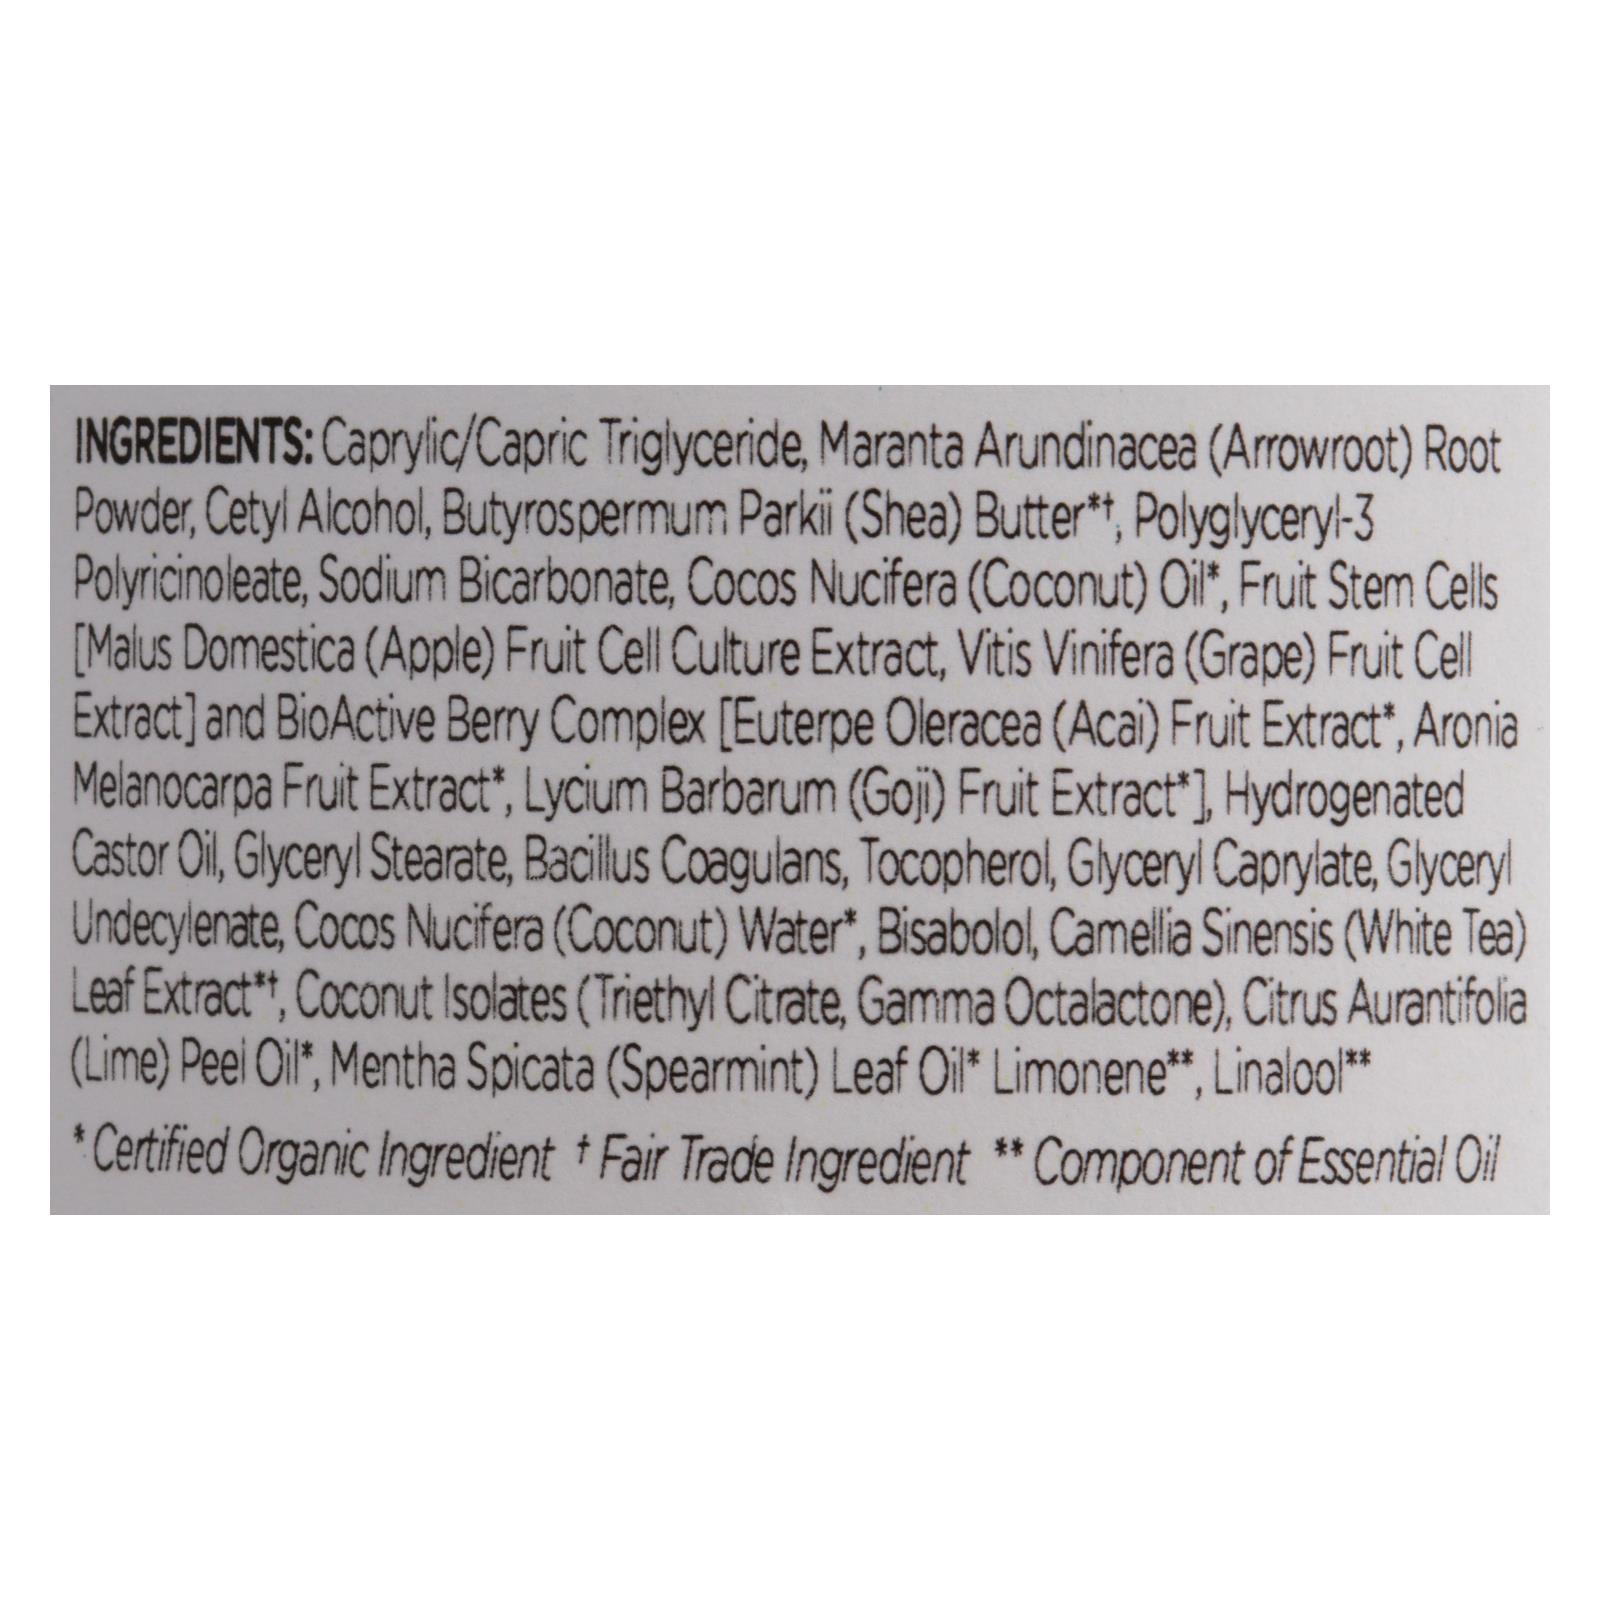 INGREDIENTS: Caprylic/Capric Triglyceride, Maranta Arundinacea (Arrowroot) Root
Powder, Cetyl Alcohol, Butyrospermum Parkii (Shea) Butter*†, Polyglyceryl-3
Polyricinoleate, Sodium Bicarbonate, Cocos Nucifera (Coconut) Oil*, Fruit Stem Cells
[Malus Domestica (Apple) Fruit Cell Culture Extract, Vitis Vinifera (Grape) Fruit Cell
Extract] and BioActive Berry Complex [Euterpe Oleracea (Acai) Fruit Extract*, Aronia
Melanocarpa Fruit Extract*, Lycium Barbarum (Goji) Fruit Extract*], Hydrogenated
Castor Oil, Glyceryl Stearate, Bacillus Coagulans, Tocopherol, Glyceryl Caprylate, Glyceryl
Undecylenate, Cocos Nucifera (Coconut) Water*, Bisabolol, Camellia Sinensis (White Tea)
Leaf Extract*†, Coconut Isolates (Triethyl Citrate, Gamma Octalactone), Citrus Aurantifolia
(Lime) Peel Oil*, Mentha Spicata (Spearmint) Leaf Oil* Limonene**, Linalool**
* Certified Organic Ingredient † Fair Trade Ingredient ** Component of Essential Oil